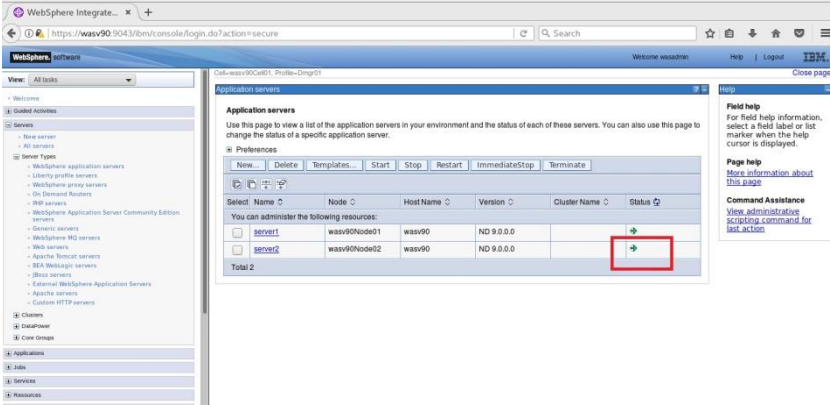 WebSphere Integrate...
https://wasv90:9043/ibm/console/login.do?action=secure
Search
WebSphere. software
Welcome wasadmin
Help | Logout
IBM.
View: All tasks
Cell=wasv90Cell01, Profile=Dmgr01
Close page
Welcome
Guided Activities
Servers
New server
All servers
Server Types
WebSphere application servers
Liberty profile servers
WebSphere proxy servers
On Demand Routers
PHP servers
WebSphere Application Server Community Edition
servers
Generic servers
WebSphere MQ servers
Web servers
Apache Tomcat servers
BEA WebLogic servers
JBoss servers
External WebSphere Application Servers
Apache servers
Custom HTTP servers
Clusters
DataPower
Core Groups
Applications
Jobs
Services
Resources
Application servers
Application servers
Use this page to view a list of the application servers in your environment and the status of each of these servers. You can also use this page to
change the status of a specific application server.
Preferences
New... Delete Templates... Start Stop Restart ImmediateStop Terminate
Select Name Node Host Name Version Cluster Name Status
You can administer the following resources:
server1 wasv90Node01 wasv90 ND 9.0.0.0
server2 wasv90Node02 wasv90 ND 9.0.0.0
Total 2
Help
Field help
For field help information,
select a field label or list
marker when the help
cursor is displayed.
Page help
More information about
this page
Command Assistance
View administrative
scripting command for
last action